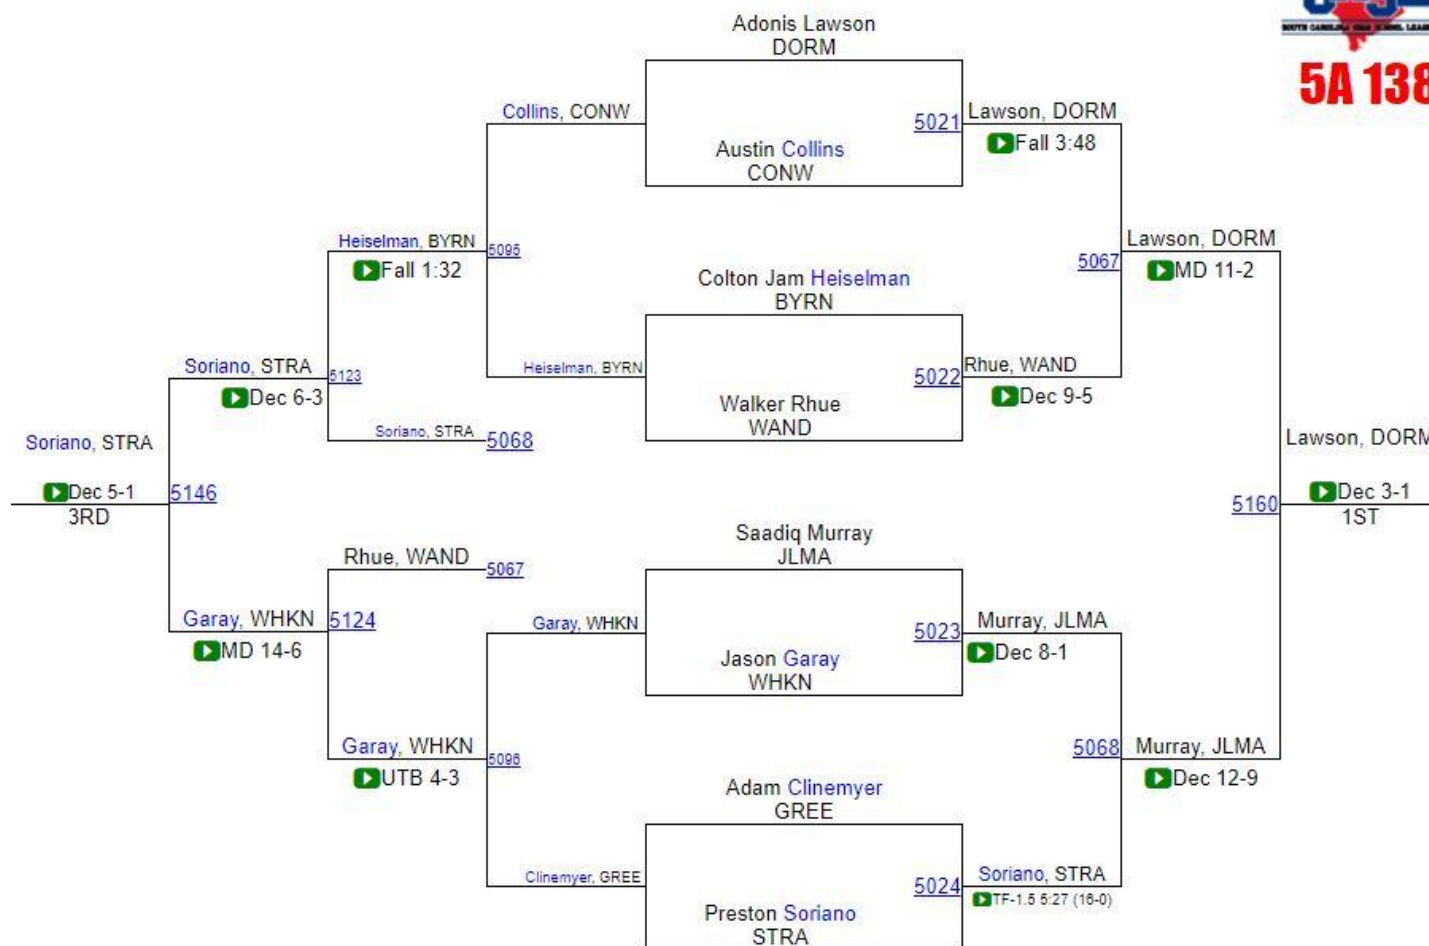 SOUTH CAROLINA HIGH SCHOOL LEAGUE
5A 138
Adonis Lawson
DORM
Collins, CONW
5021
Lawson, DORM
Fall 3:48
Austin Collins
CONW
Heiselman, BYRN
5095
Fall 1:32
Lawson, DORM
5067
MD 11-2
Colton Jam Heiselman
BYRN
Soriano, STRA
5123
Dec 6-3
Heiselman, BYRN
5022
Rhue, WAND
Dec 9-5
Walker Rhue
WAND
Soriano, STRA
5068
Soriano, STRA
Dec 5-1
3RD
5146
Lawson, DORM
5160
Dec 3-1
1ST
Saadiq Murray
JLMA
Rhue, WAND
5067
Garay, WHKN
5124
MD 14-6
Garay, WHKN
5023
Murray, JLMA
Dec 8-1
Jason Garay
WHKN
Garay, WHKN
5096
UTB 4-3
5068
Murray, JLMA
Dec 12-9
Adam Clinemyer
GREE
Clinemyer, GREE
5024
Soriano, STRA
TF-1.5 5:27 (16-0)
Preston Soriano
STRA